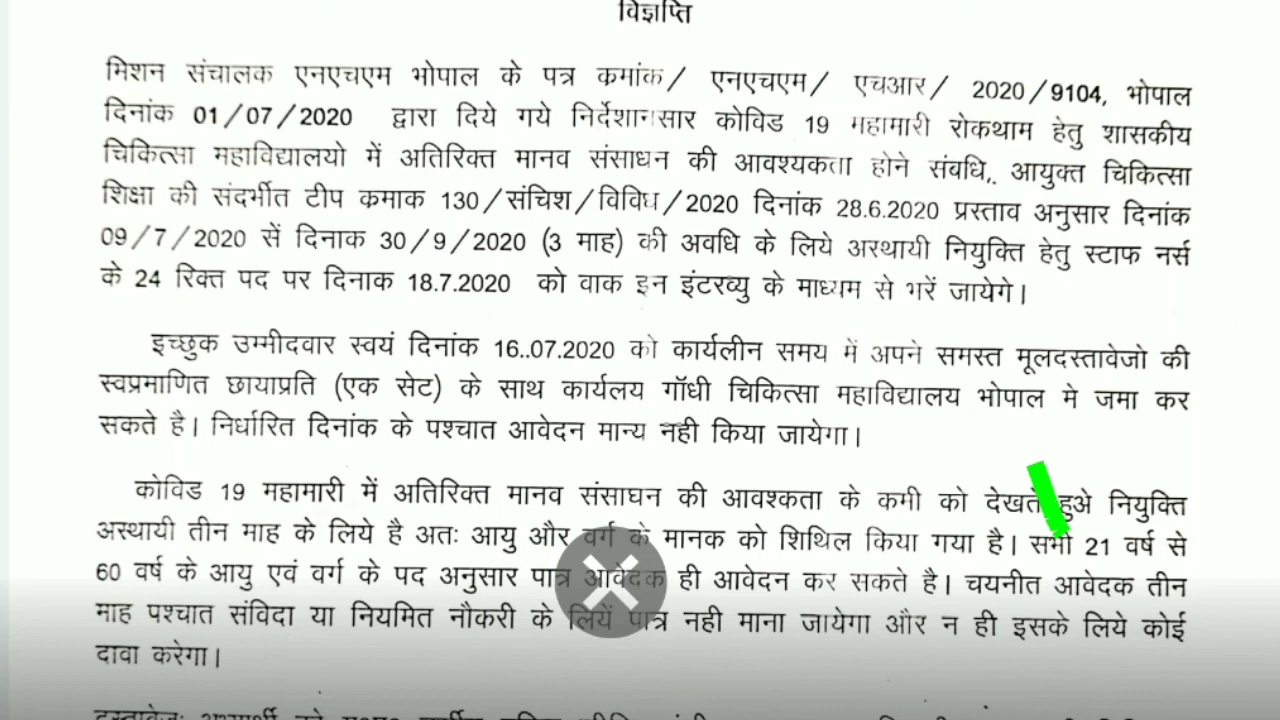 विज्ञप्ति
मिशन संचालक एनएचएम भोपाल के पत्र कमांक/ एनएचएम/ एचआर/ 2020/9104, भोपाल
दिनांक 01/07/2020 द्वारा दिये गये निर्देशानुसार कोविड 19 महामारी रोकथाम हेतु शासकीय
चिकित्सा महाविद्यालयो में अतिरिक्त मानव संसाधन की आवश्यकता होने संवधि,. आयुक्त चिकित्सा
शिक्षा की संदर्भीत टीप कमाक 130/संचिश/विविध/2020 दिनांक 28.6.2020 प्रस्ताव अनुसार दिनांक
09/7/2020 सें दिनाक 30/9/2020 (3 माह) की अवधि के लिये अस्थायी नियुक्ति हेतु स्टाफ नर्स
के 24 रिक्त पद पर दिनाक 18.7.2020 को वाक इन इंटरव्यु के माध्यम से भरें जायेगे।
इच्छुक उम्मीदवार स्वयं दिनांक 16..07.2020 को कार्यलीन समय में अपने समस्त मूलदस्तावेजो की
स्वप्रमाणित छायाप्रति (एक सेट) के साथ कार्यलय गॉधी चिकित्सा महाविद्यालय भोपाल मे जमा कर
सकते है। निर्धारित दिनांक के पश्चात आवेदन मान्य नही किया जायेगा।
कोविड 19 महामारी में अतिरिक्त मानव संसाघन की आवश्कता के कमी को देखते हुअे नियुक्ति
अस्थायी तीन माह के लिये है अतः आयु और वर्ग के मानक को शिथिल किया गया है। सभी 21 वर्ष से
60 वर्ष के आयु एवं वर्ग के पद अनुसार पात्र आवेदक ही आवेदन कर सकते है। चयनीत आवेदक तीन
माह पश्चात संविदा या नियमित नौकरी के लियें पात्र नही माना जायेगा और न ही इसके लिये कोई
दावा करेगा।